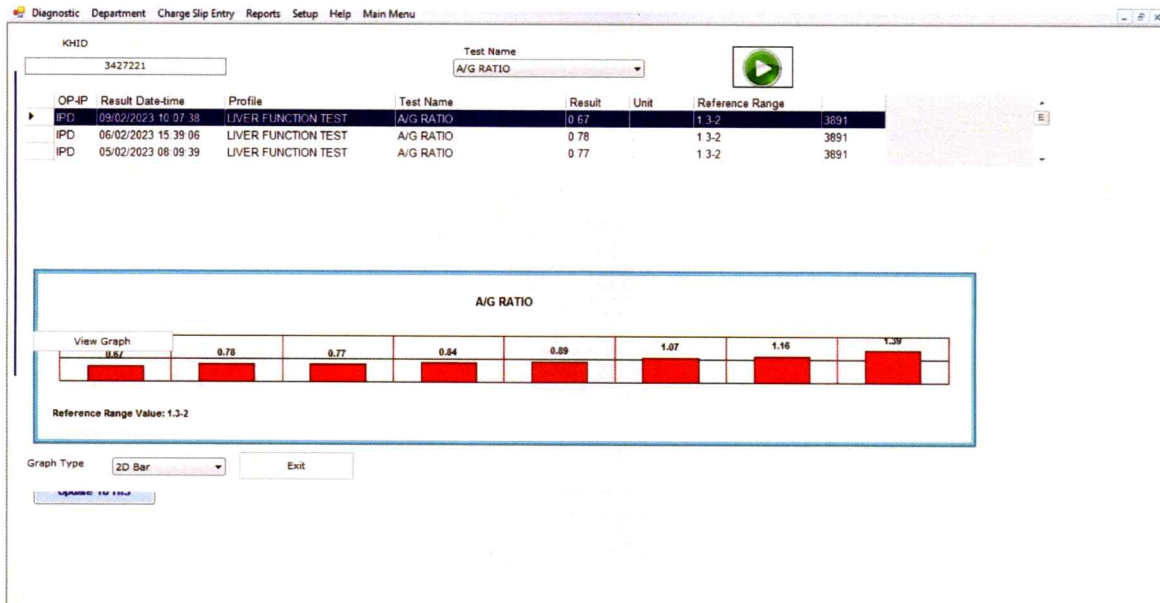 Diagnostic Department Charge Slip Entry Reports Setup Help Main Menu
KHID
3427221
Test Name
A/G RATIO
OP-IP Result Date-time Profile Test Name Result Unit Reference Range
IPD 09/02/2023 10:07:38 LIVER FUNCTION TEST A/G RATIO 0.67 1.3-2 3891
IPD 06/02/2023 15:39:06 LIVER FUNCTION TEST A/G RATIO 0.78 1.3-2 3891
IPD 05/02/2023 08:09:39 LIVER FUNCTION TEST A/G RATIO 0.77 1.3-2 3891
A/G RATIO
View Graph
0.67 0.78 0.77 0.84 0.89 1.07 1.16 1.39
Reference Range Value: 1.3-2
Graph Type
2D Bar
Exit
Update To HIS